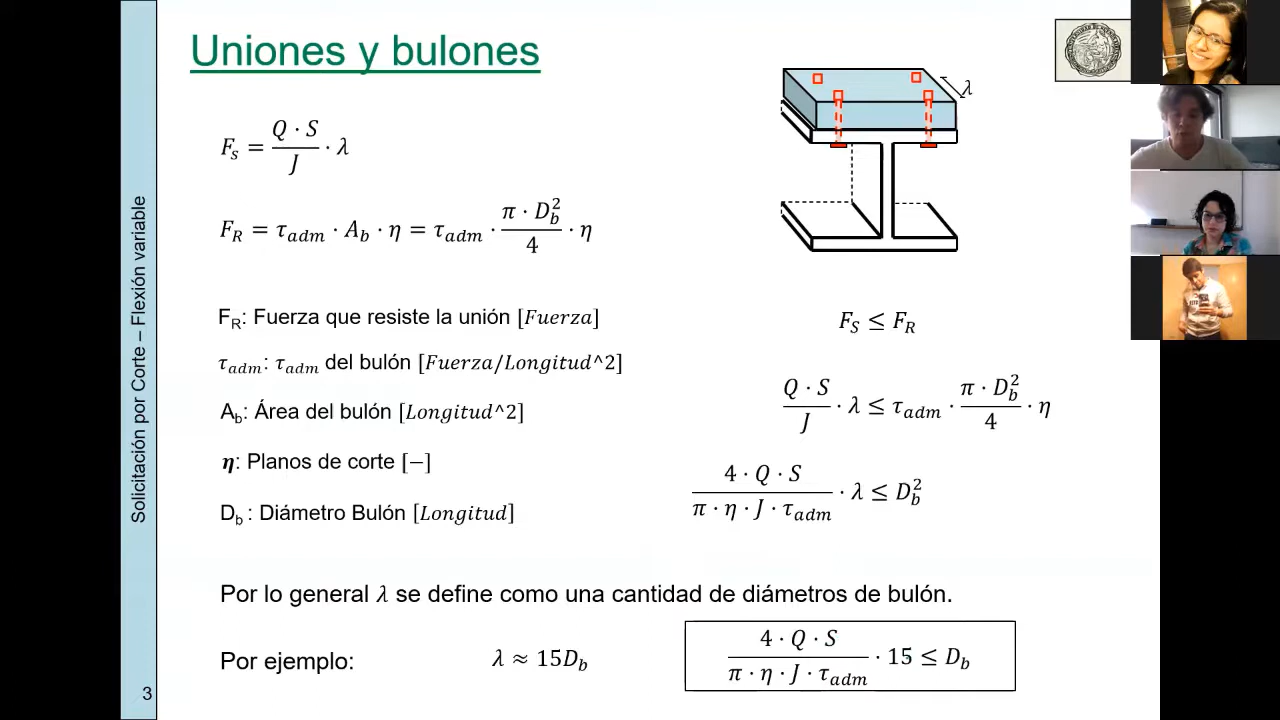 Uniones y bulones
F_s = Q · S / J · λ
F_R = τ_adm · A_b · η = τ_adm · π · D_b^2 / 4 · η
F_R: Fuerza que resiste la unión [Fuerza]
τ_adm: τ_adm del bulón [Fuerza/Longitud^2]
A_b: Área del bulón [Longitud^2]
η: Planos de corte [−]
D_b : Diámetro Bulón [Longitud]
λ
F_S ≤ F_R
Q · S / J · λ ≤ τ_adm · π · D_b^2 / 4 · η
4 · Q · S / π · η · J · τ_adm · λ ≤ D_b^2
Por lo general λ se define como una cantidad de diámetros de bulón.
Por ejemplo:
λ ≈ 15D_b
4 · Q · S / π · η · J · τ_adm · 15 ≤ D_b
Solicitación por Corte – Flexión variable
3